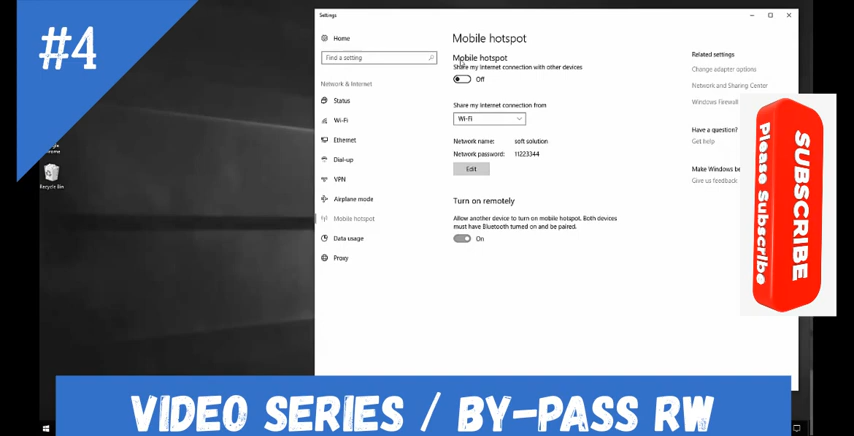 #4
Settings
Home
Find a setting
Network & Internet
Status
Wi-Fi
Ethernet
Dial-up
VPN
Airplane mode
Mobile hotspot
Data usage
Proxy
Mobile hotspot
Mobile hotspot
Share my Internet connection with other devices
Off
Share my Internet connection from
Wi-Fi
Network name: soft solution
Network password: 11223344
Edit
Turn on remotely
Allow another device to turn on mobile hotspot. Both devices
must have Bluetooth turned on and be paired.
On
Related settings
Change adapter options
Network and Sharing Center
Windows Firewall
Have a question?
Get help
Make Windows be
Give us feedback
SUBSCRIBE
Please Subscribe
Recycle Bin
VIDEO SERIES / BY-PASS RW